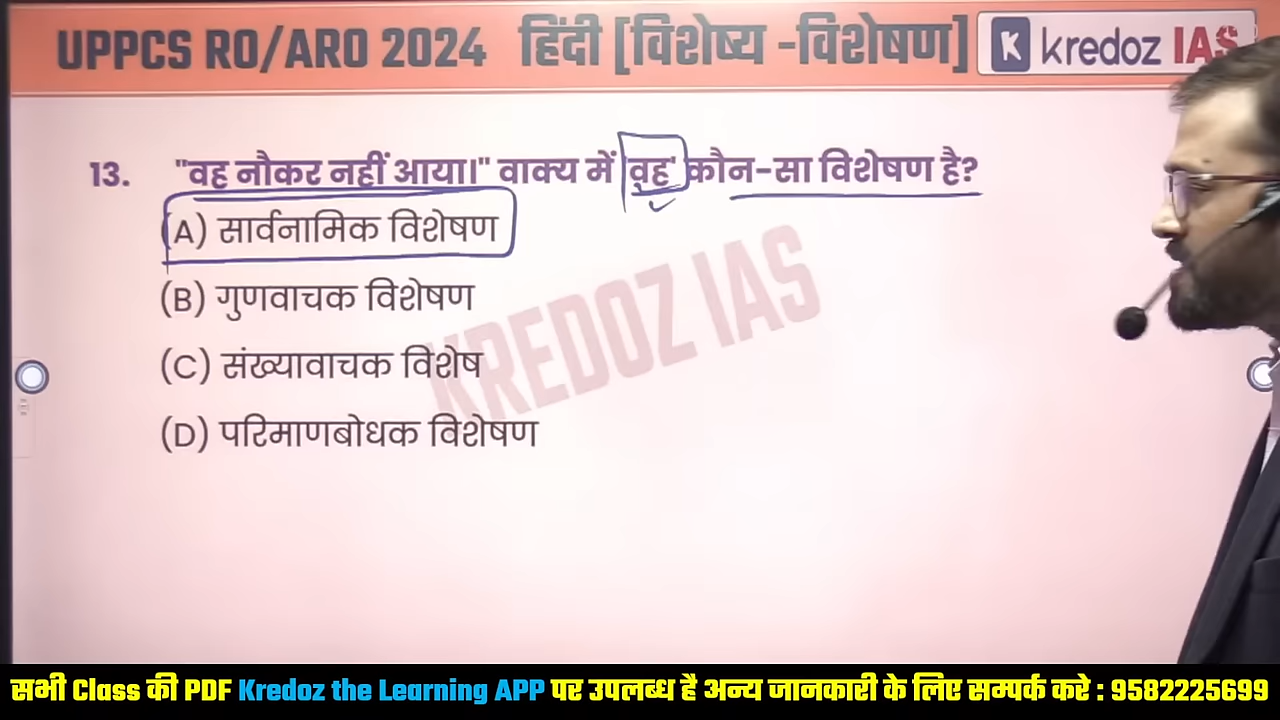 UPPCS RO/ARO 2024 हिंदी [विशेष्य -विशेषण] K kredoz IAS
13. "वह नौकर नहीं आया।" वाक्य में 'वह' कौन-सा विशेषण है?
(A) सार्वनामिक विशेषण
(B) गुणवाचक विशेषण
(C) संख्यावाचक विशेष
(D) परिमाणबोधक विशेषण
KREDOZ IAS
सभी Class की PDF Kredoz the Learning APP पर उपलब्ध है अन्य जानकारी के लिए सम्पर्क करे : 9582225699